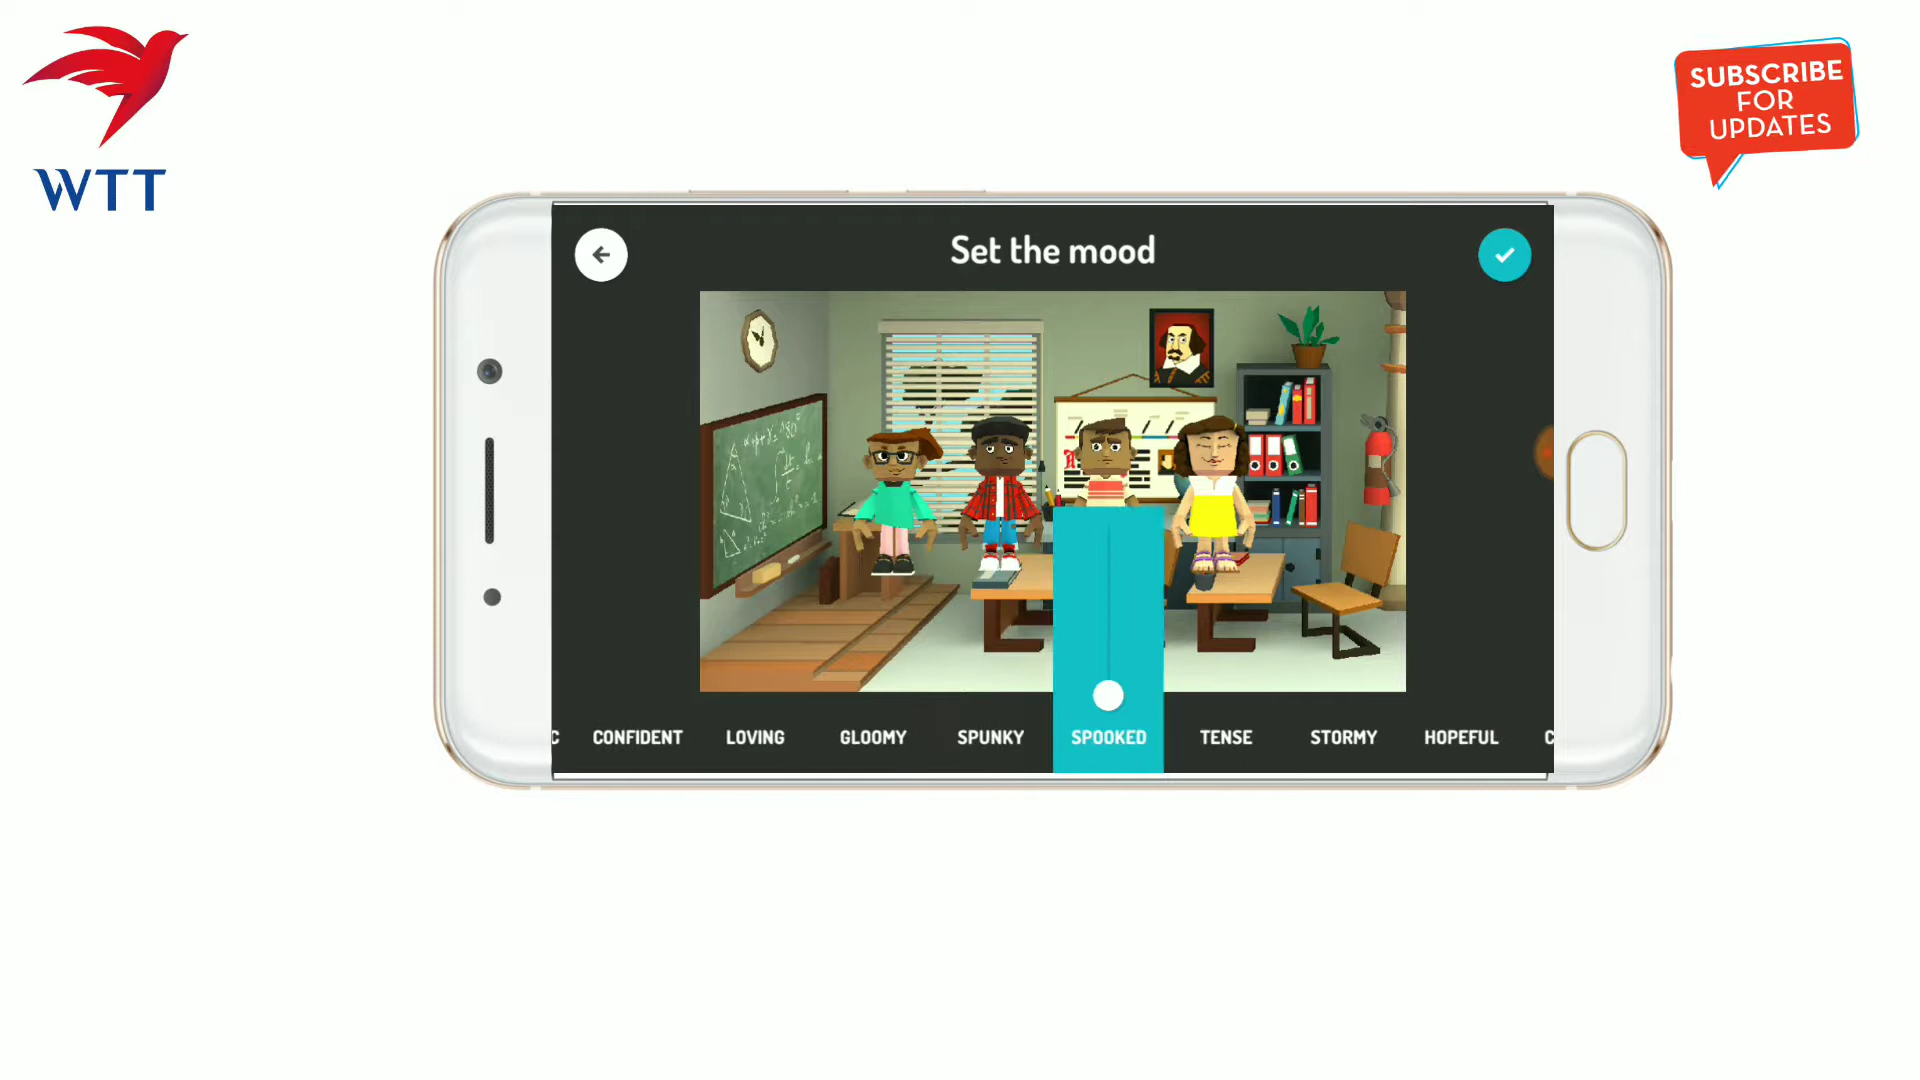 WTT
SUBSCRIBE
FOR
UPDATES
Set the mood
CONFIDENT
LOVING
GLOOMY
SPUNKY
SPOOKED
TENSE
STORMY
HOPEFUL